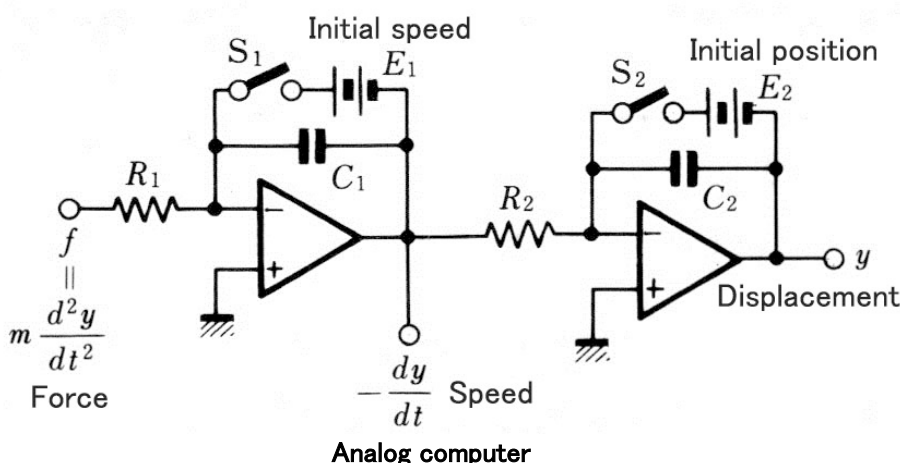 Initial speed
S₁
E₁
Initial position
S₂
E₂
R₁
C₁
R₂
C₂
−
+
−
+
f
||
m d²y/dt²
Force
− dy/dt Speed
y
Displacement
Analog computer